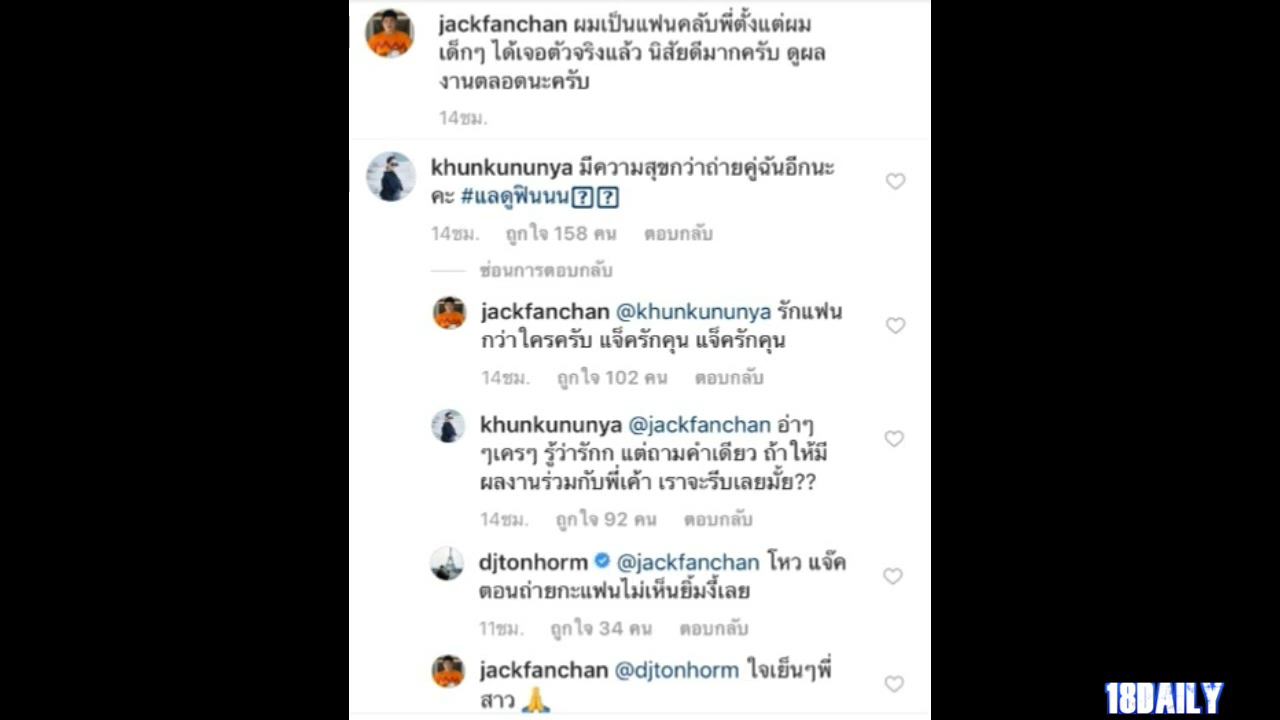 jackfanchan ผมเป็นแฟนคลับพี่ตั้งแต่ผม
เด็กๆ ได้เจอตัวจริงแล้ว นิสัยดีมากครับ ดูผล
งานตลอดนะครับ
14ชม.
khunkununya มีความสุขกว่าถ่ายคู่ฉันอีกนะ
คะ #แลดูฟินนน
14ชม. ถูกใจ 158 คน ตอบกลับ
ซ่อนการตอบกลับ
jackfanchan @khunkununya รักแฟน
กว่าใครครับ แจ็ครักคุน แจ็ครักคุน
14ชม. ถูกใจ 102 คน ตอบกลับ
khunkununya @jackfanchan อ่าๆ
ๆเครๆ รู้ว่ารักก แต่ถามคำเดียว ถ้าให้มี
ผลงานร่วมกับพี่เค้า เราจะรีบเลยมั้ย??
14ชม. ถูกใจ 92 คน ตอบกลับ
djtonhorm @jackfanchan โหว แจ๊ค
ตอนถ่ายกะแฟนไม่เห็นยิ้มงี้เลย
11ชม. ถูกใจ 34 คน ตอบกลับ
jackfanchan @djtonhorm ใจเย็นๆพี่
สาว 🙏
18DAILY